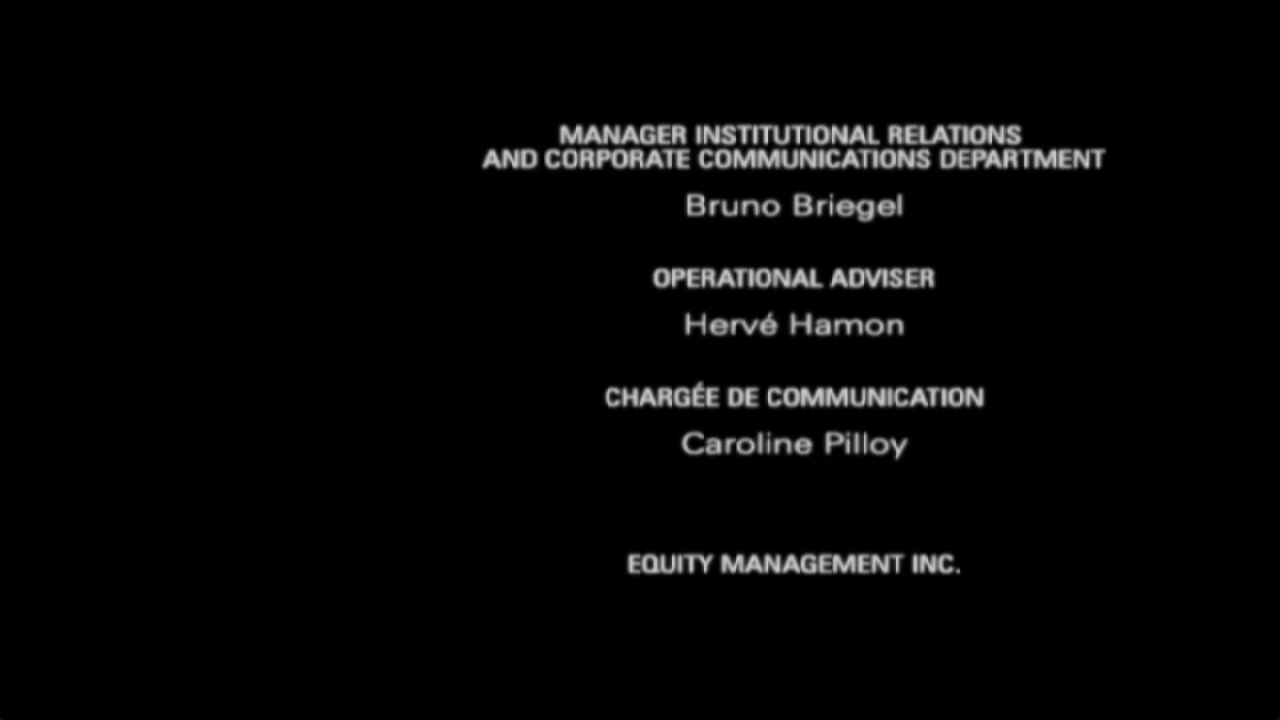 MANAGER INSTITUTIONAL RELATIONS
AND CORPORATE COMMUNICATIONS DEPARTMENT
Bruno Briegel
OPERATIONAL ADVISER
Hervé Hamon
CHARGÉE DE COMMUNICATION
Caroline Pilloy
EQUITY MANAGEMENT INC.